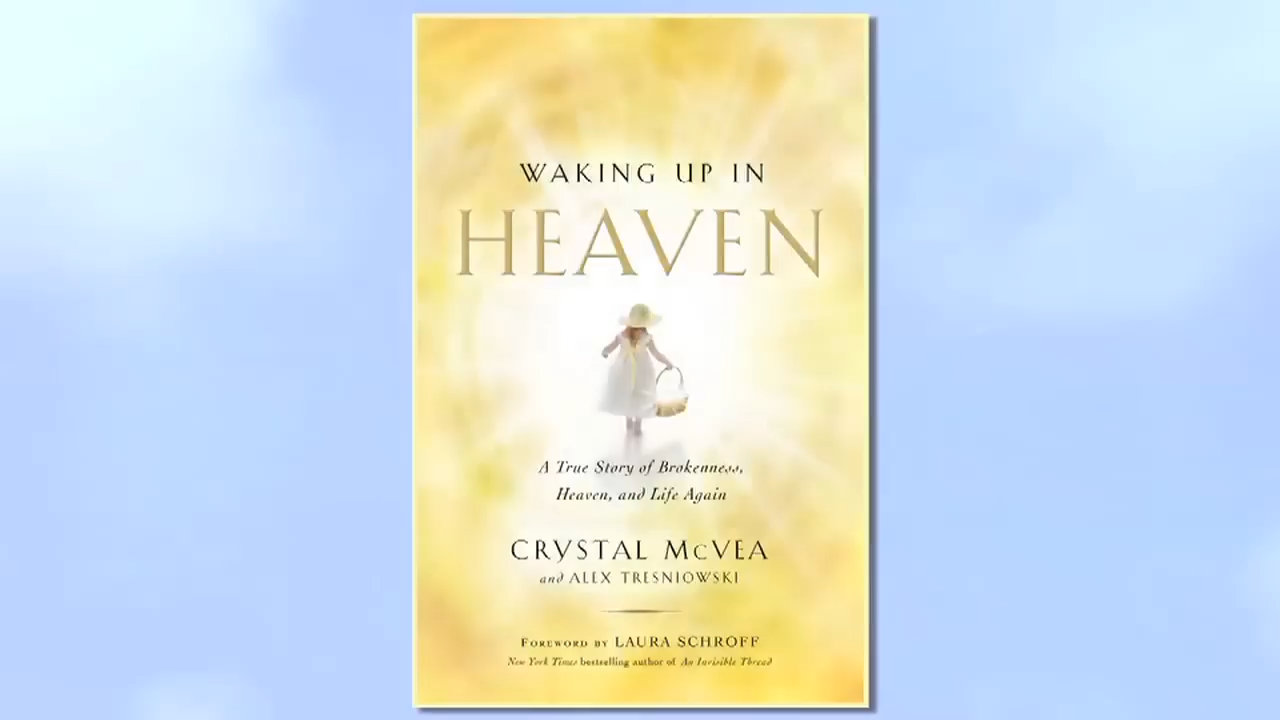 WAKING UP IN
HEAVEN
A True Story of Brokenness,
Heaven, and Life Again
CRYSTAL McVEA
and ALEX TRESNIOWSKI
FOREWORD BY LAURA SCHROFF
New York Times bestselling author of An Invisible Thread